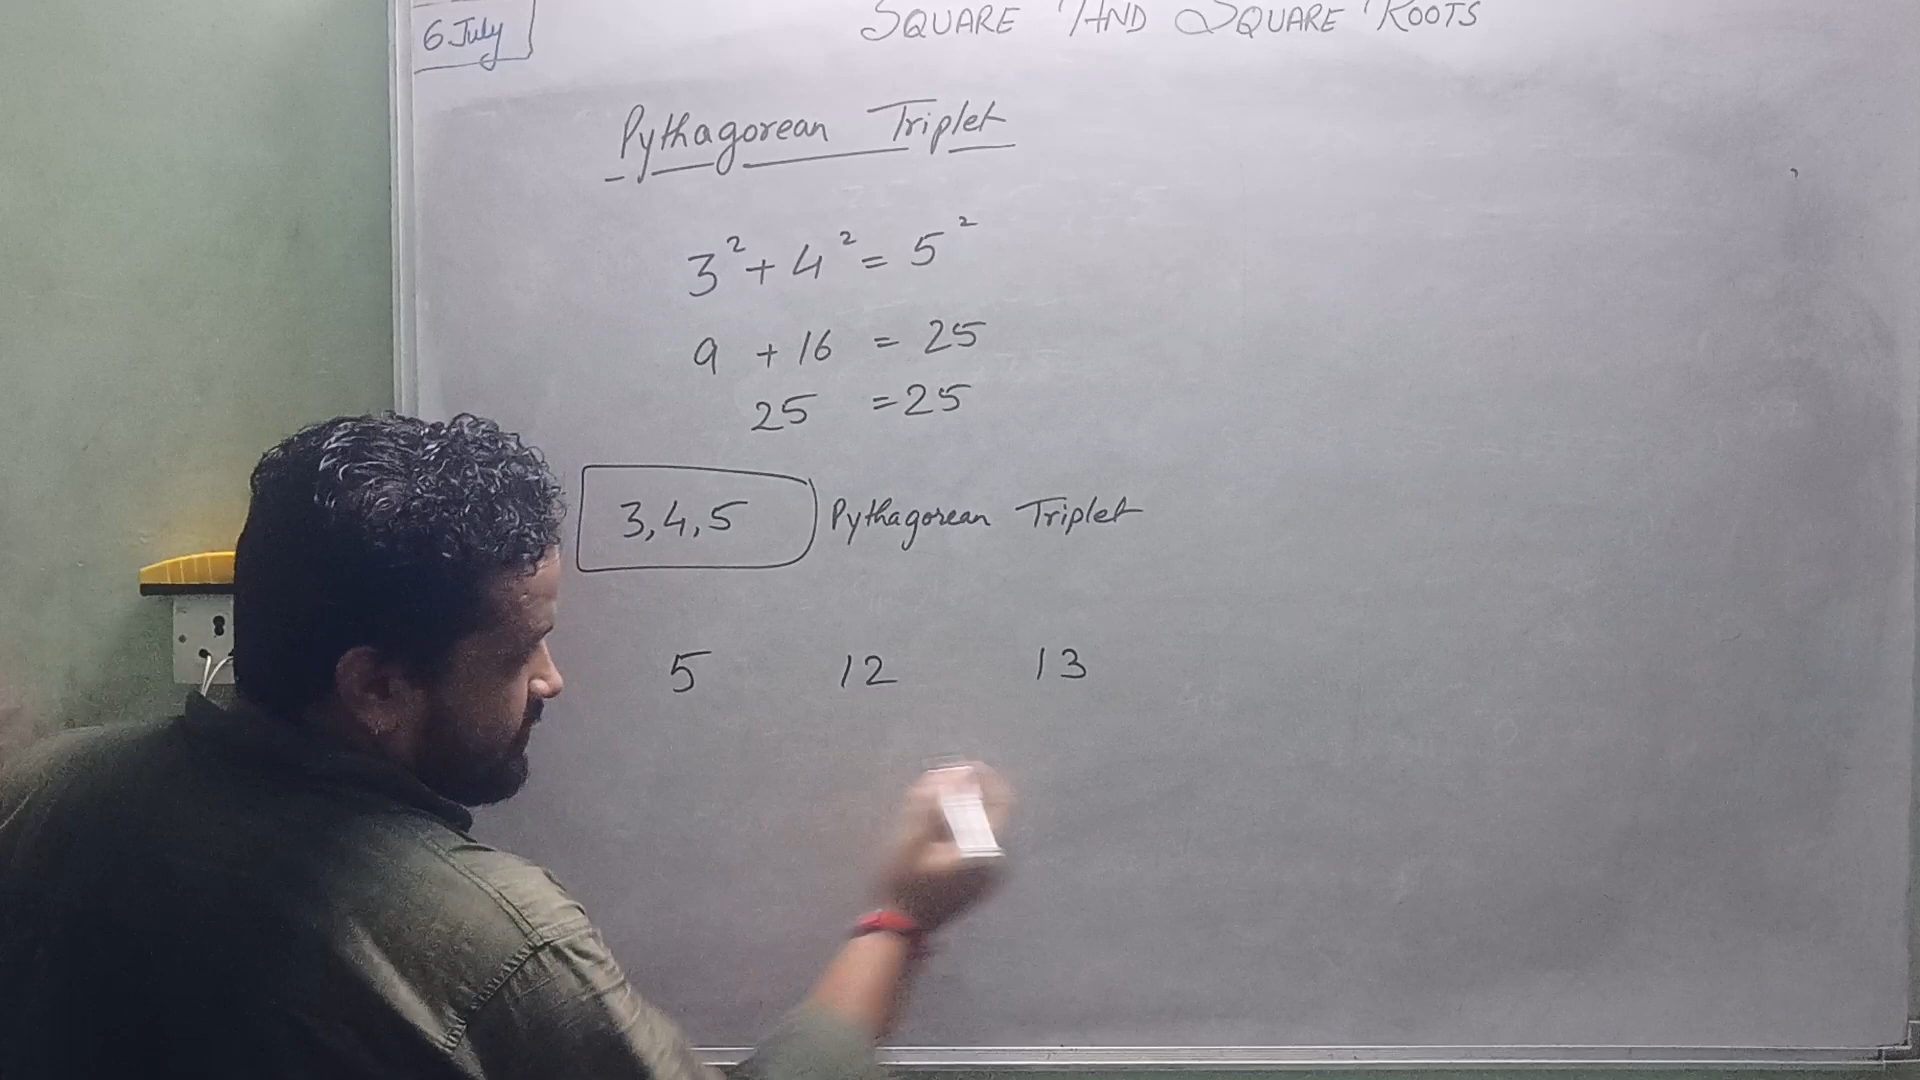 6 July
SQUARE AND SQUARE ROOTS
Pythagorean Triplet
3² + 4² = 5²
9 + 16 = 25
25 = 25
3, 4, 5 Pythagorean Triplet
5 12 13